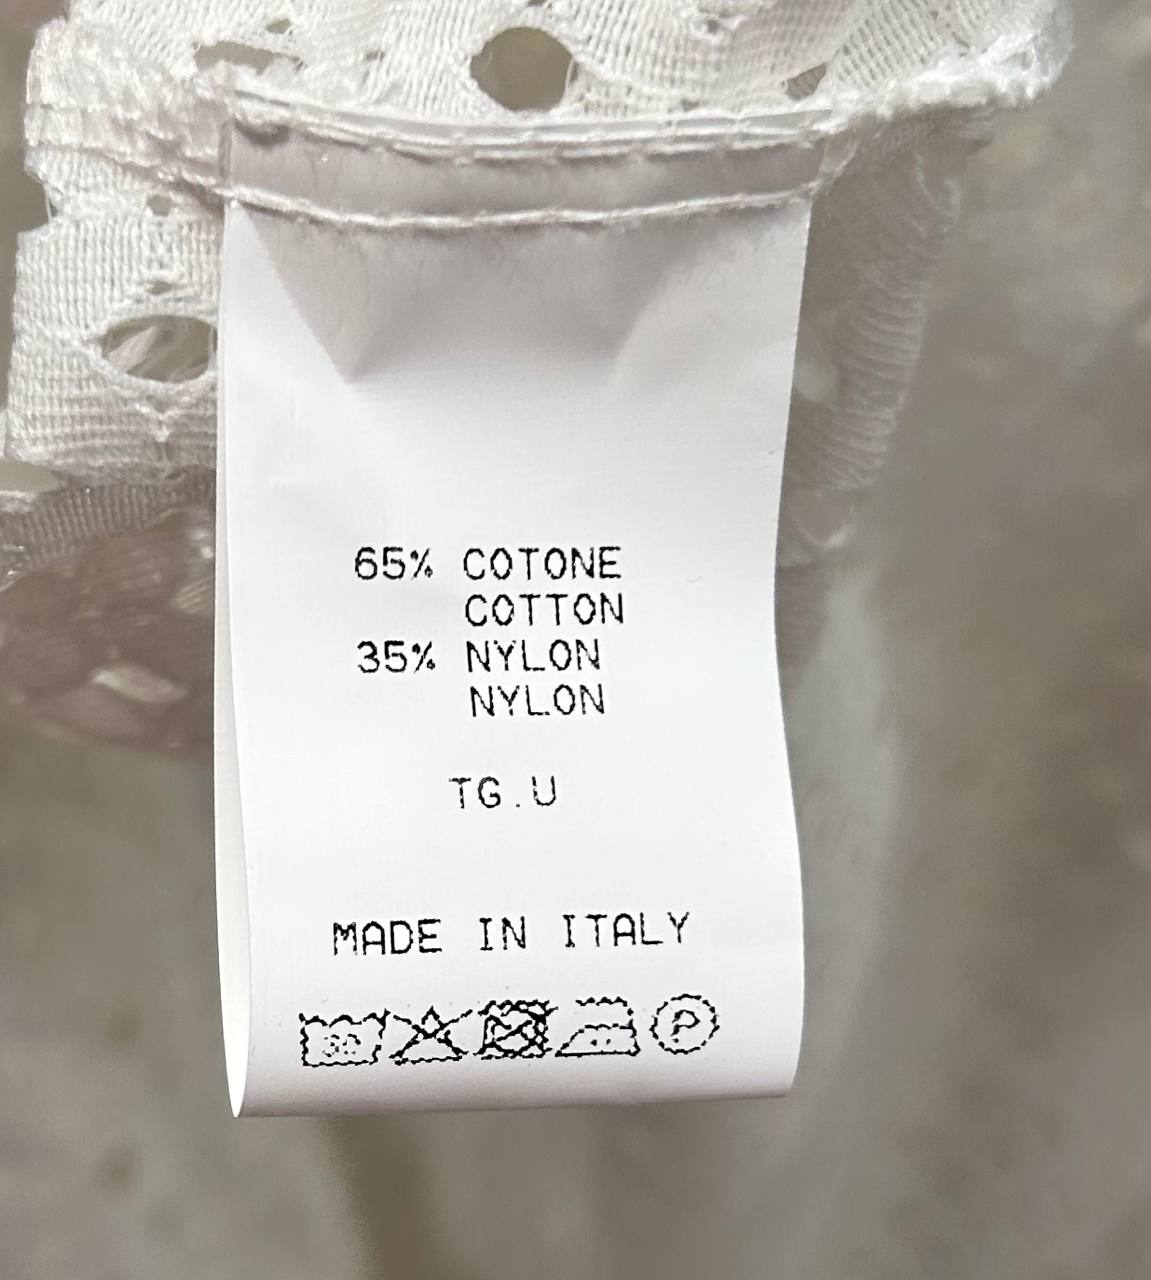 65% COTONE
COTTON
35% NYLON
NYLON
TG.U
MADE IN ITALY
30 P